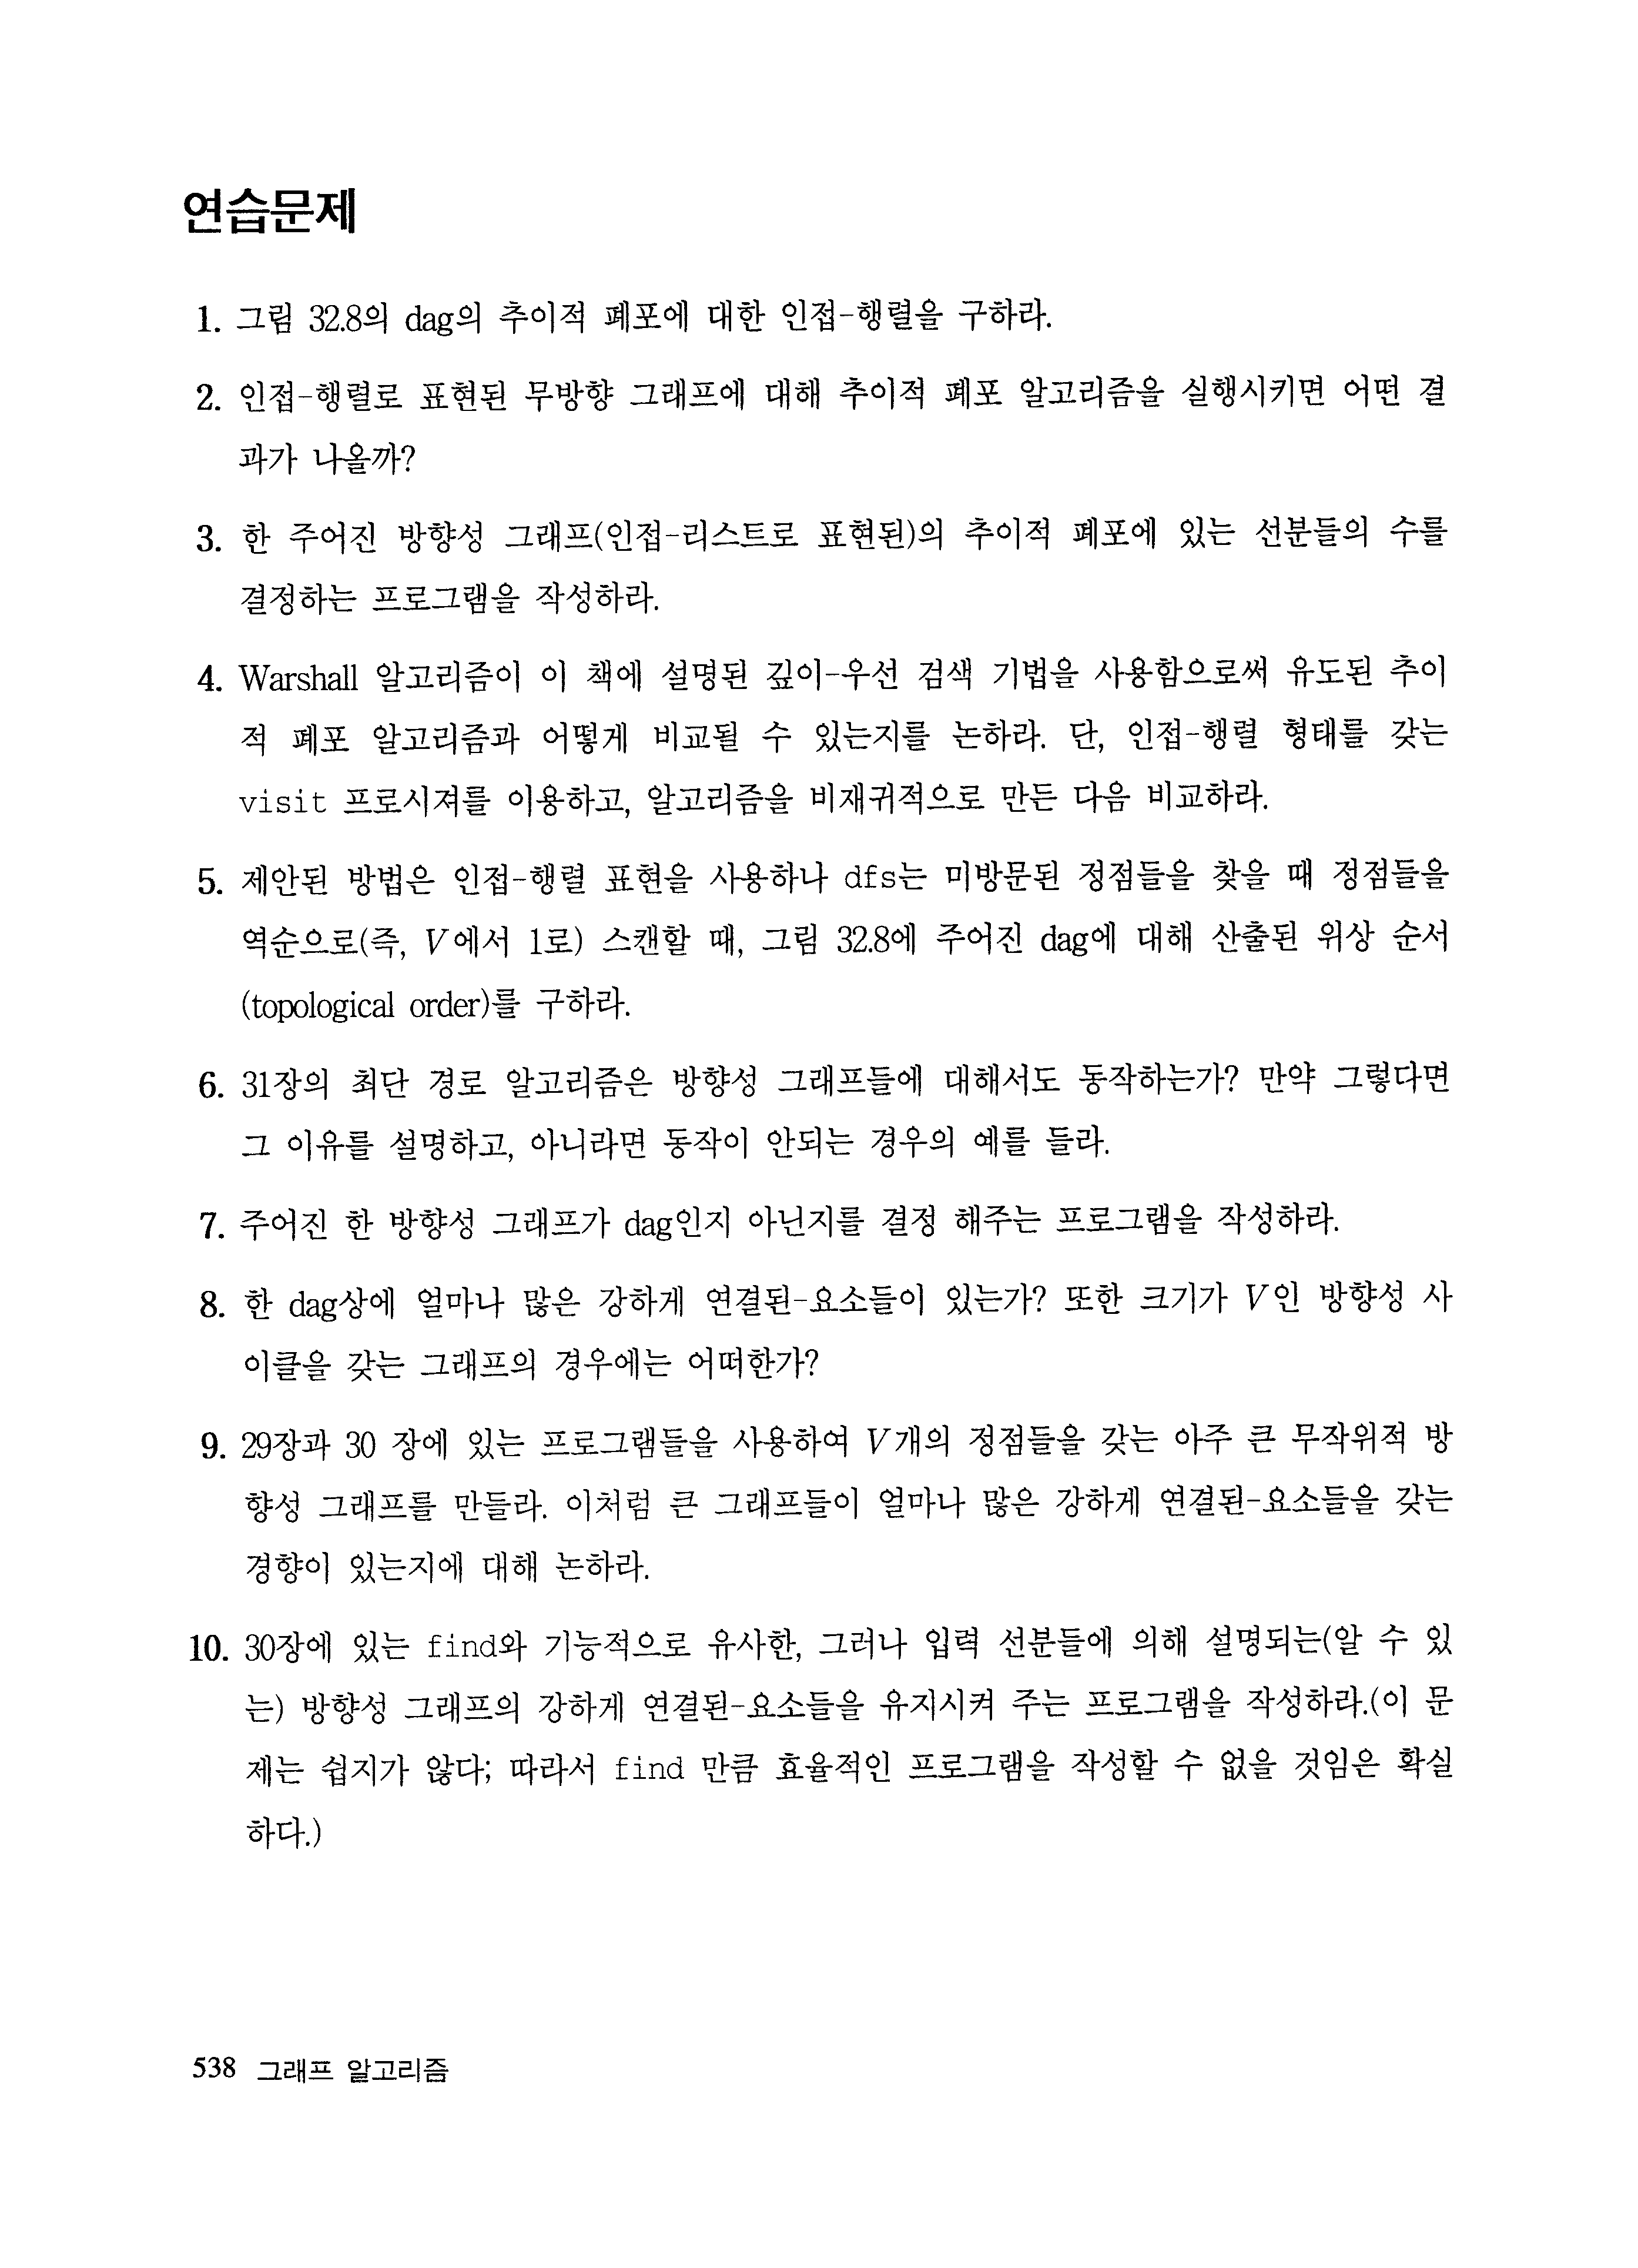 연습문제
1. 그림 32.8의 dag의 추이적 폐포에 대한 인접-행렬을 구하라.
2. 인접-행렬로 표현된 무방향 그래프에 대해 추이적 폐포 알고리즘을 실행시키면 어떤 결
과가 나올까?
3. 한 주어진 방향성 그래프(인접-리스트로 표현된)의 추이적 폐포에 있는 선분들의 수를
결정하는 프로그램을 작성하라.
4. Warshall 알고리즘이 이 책에 설명된 깊이-우선 검색 기법을 사용함으로써 유도된 추이
적 폐포 알고리즘과 어떻게 비교될 수 있는지를 논하라. 단, 인접-행렬 형태를 갖는
visit 프로시져를 이용하고, 알고리즘을 비재귀적으로 만든 다음 비교하라.
5. 제안된 방법은 인접-행렬 표현을 사용하나 dfs는 미방문된 정점들을 찾을 때 정점들을
역순으로(즉, V에서 1로) 스캔할 때, 그림 32.8에 주어진 dag에 대해 산출된 위상 순서
(topological order)를 구하라.
6. 31장의 최단 경로 알고리즘은 방향성 그래프들에 대해서도 동작하는가? 만약 그렇다면
그 이유를 설명하고, 아니라면 동작이 안되는 경우의 예를 들라.
7. 주어진 한 방향성 그래프가 dag인지 아닌지를 결정 해주는 프로그램을 작성하라.
8. 한 dag상에 얼마나 많은 강하게 연결된-요소들이 있는가? 또한 크기가 V인 방향성 사
이클을 갖는 그래프의 경우에는 어떠한가?
9. 29장과 30 장에 있는 프로그램들을 사용하여 V개의 정점들을 갖는 아주 큰 무작위적 방
향성 그래프를 만들라. 이처럼 큰 그래프들이 얼마나 많은 강하게 연결된-요소들을 갖는
경향이 있는지에 대해 논하라.
10. 30장에 있는 find와 기능적으로 유사한, 그러나 입력 선분들에 의해 설명되는(알 수 있
는) 방향성 그래프의 강하게 연결된-요소들을 유지시켜 주는 프로그램을 작성하라.(이 문
제는 쉽지가 않다; 따라서 find 만큼 효율적인 프로그램을 작성할 수 없을 것임은 확실
하다.)
538 그래프 알고리즘